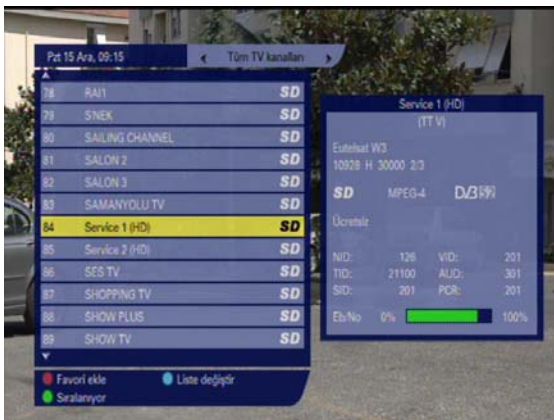 Pzt 15 Ara, 09:15
Tüm TV kanalları
78 RAI1 SD
79 S'NEK SD
80 SAILING CHANNEL SD
81 SALON 2 SD
82 SALON 3 SD
83 SAMANYOLU TV SD
84 Service 1 (HD) SD
85 Service 2 (HD) SD
86 SES TV SD
87 SHOPPING TV SD
88 SHOW PLUS SD
89 SHOW TV SD
Favori ekle
Liste değiştir
Sıralanıyor
Service 1 (HD)
(TT V)
Eutelsat W3
10928 H 30000 2/3
SD MPEG-4 DVB S2
Ücretsiz
NID: 126 VID: 201
TID: 21100 AUD: 301
SID: 201 PCR: 201
Eb/No 0% 100%